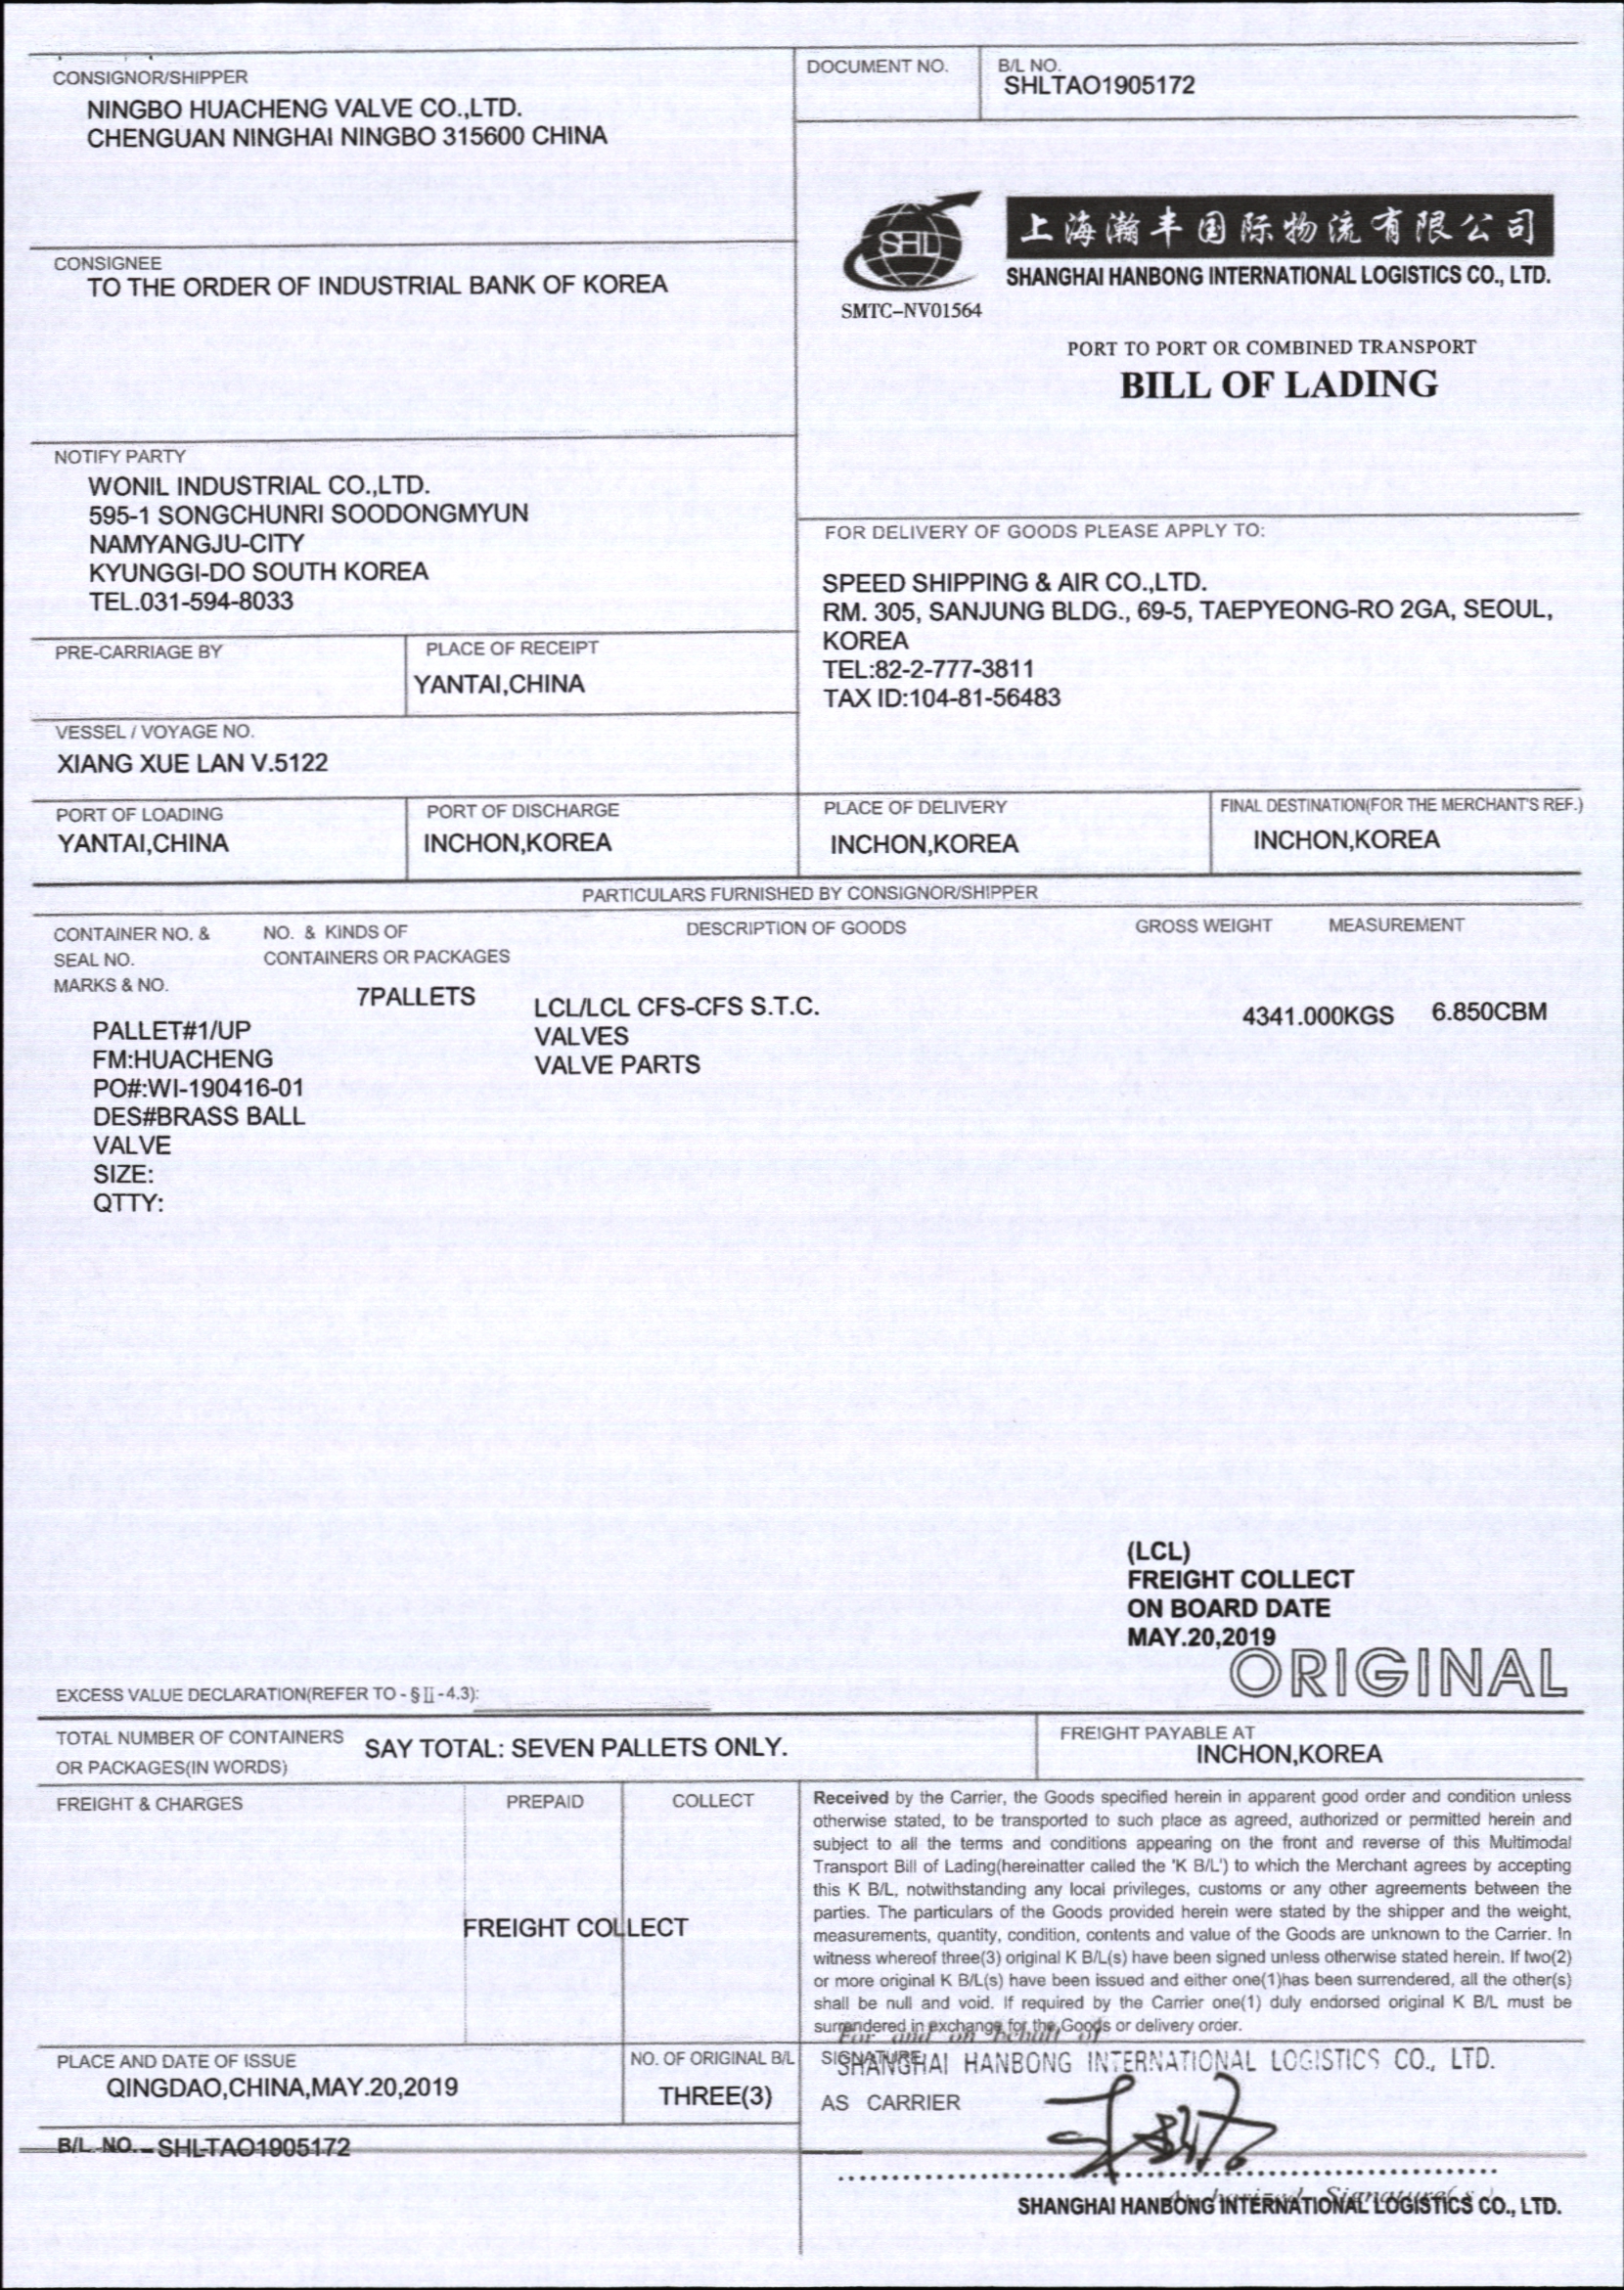 CONSIGNOR/SHIPPER
NINGBO HUACHENG VALVE CO.,LTD.
CHENGUAN NINGHAI NINGBO 315600 CHINA
DOCUMENT NO.
B/L NO.
SHLTAO1905172
CONSIGNEE
TO THE ORDER OF INDUSTRIAL BANK OF KOREA
SHL
SMTC-NV01564
上海瀚丰国际物流有限公司
SHANGHAI HANBONG INTERNATIONAL LOGISTICS CO., LTD.
PORT TO PORT OR COMBINED TRANSPORT
BILL OF LADING
NOTIFY PARTY
WONIL INDUSTRIAL CO.,LTD.
595-1 SONGCHUNRI SOODONGMYUN
NAMYANGJU-CITY
KYUNGGI-DO SOUTH KOREA
TEL.031-594-8033
FOR DELIVERY OF GOODS PLEASE APPLY TO:
SPEED SHIPPING & AIR CO.,LTD.
RM. 305, SANJUNG BLDG., 69-5, TAEPYEONG-RO 2GA, SEOUL,
KOREA
TEL:82-2-777-3811
TAX ID:104-81-56483
PRE-CARRIAGE BY
PLACE OF RECEIPT
YANTAI,CHINA
VESSEL / VOYAGE NO.
XIANG XUE LAN V.5122
PORT OF LOADING
YANTAI,CHINA
PORT OF DISCHARGE
INCHON,KOREA
PLACE OF DELIVERY
INCHON,KOREA
FINAL DESTINATION(FOR THE MERCHANT'S REF.)
INCHON,KOREA
PARTICULARS FURNISHED BY CONSIGNOR/SHIPPER
CONTAINER NO. &
SEAL NO.
MARKS & NO.
NO. & KINDS OF
CONTAINERS OR PACKAGES
DESCRIPTION OF GOODS
GROSS WEIGHT
MEASUREMENT
7PALLETS
LCL/LCL CFS-CFS S.T.C.
VALVES
VALVE PARTS
4341.000KGS
6.850CBM
PALLET#1/UP
FM:HUACHENG
PO#:WI-190416-01
DES#BRASS BALL
VALVE
SIZE:
QTTY:
(LCL)
FREIGHT COLLECT
ON BOARD DATE
MAY.20,2019
ORIGINAL
EXCESS VALUE DECLARATION(REFER TO - § II - 4.3):
TOTAL NUMBER OF CONTAINERS
OR PACKAGES(IN WORDS)
SAY TOTAL: SEVEN PALLETS ONLY.
FREIGHT PAYABLE AT
INCHON,KOREA
FREIGHT & CHARGES
PREPAID
COLLECT
FREIGHT COLLECT
Received by the Carrier, the Goods specified herein in apparent good order and condition unless
otherwise stated, to be transported to such place as agreed, authorized or permitted herein and
subject to all the terms and conditions appearing on the front and reverse of this Multimodal
Transport Bill of Lading(hereinatter called the 'K B/L') to which the Merchant agrees by accepting
this K B/L, notwithstanding any local privileges, customs or any other agreements between the
parties. The particulars of the Goods provided herein were stated by the shipper and the weight,
measurements, quantity, condition, contents and value of the Goods are unknown to the Carrier. In
witness whereof three(3) original K B/L(s) have been signed unless otherwise stated herein. If two(2)
or more original K B/L(s) have been issued and either one(1)has been surrendered, all the other(s)
shall be null and void. If required by the Carrier one(1) duly endorsed original K B/L must be
surrendered in exchange for the Goods or delivery order.
For and on behalf of
SIGNATURE
SHANGHAI HANBONG INTERNATIONAL LOGISTICS CO., LTD.
AS CARRIER
PLACE AND DATE OF ISSUE
QINGDAO,CHINA,MAY.20,2019
NO. OF ORIGINAL B/L
THREE(3)
B/L NO. SHLTAO1905172
Authorized Signature(s)
SHANGHAI HANBONG INTERNATIONAL LOGISTICS CO., LTD.